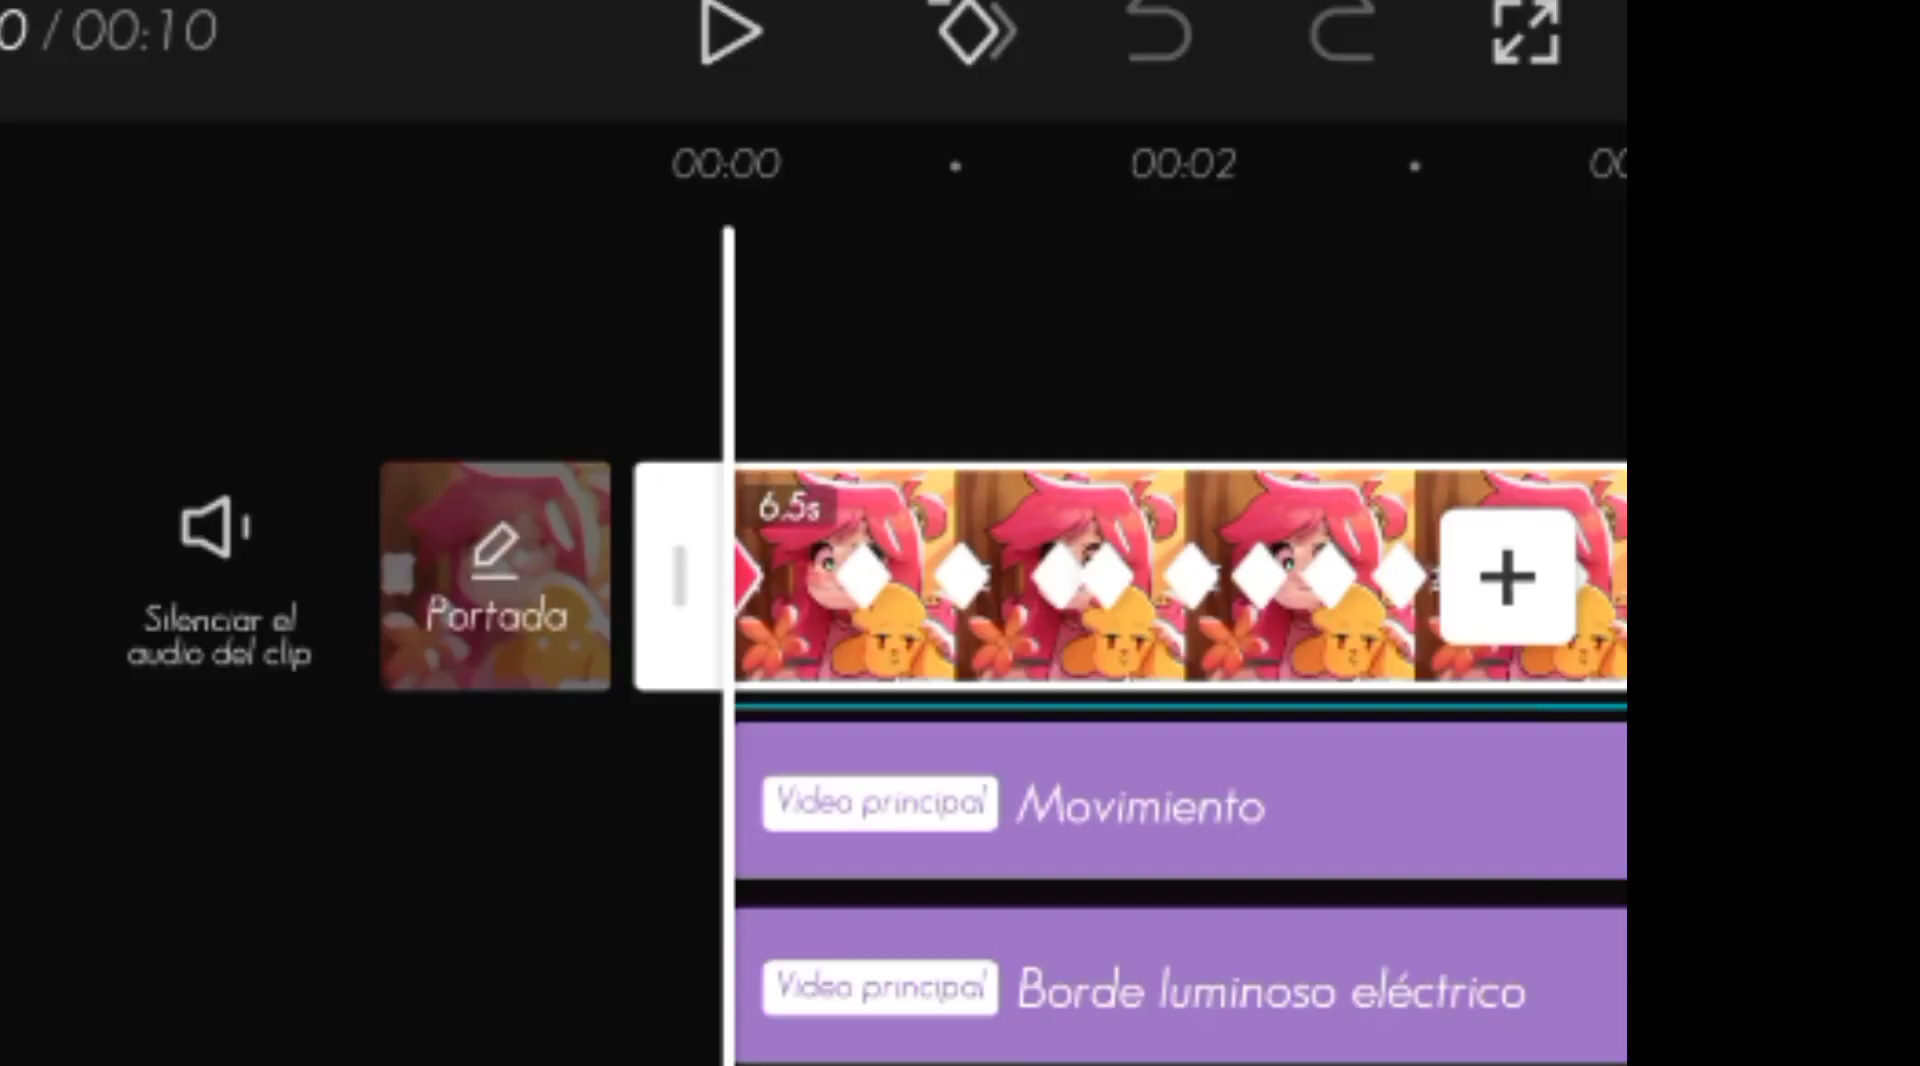 0 / 00:10
00:00
00:02
00
6.5s
Silenciar el
audio del clip
Portada
Video principal Movimiento
Video principal Borde luminoso eléctrico